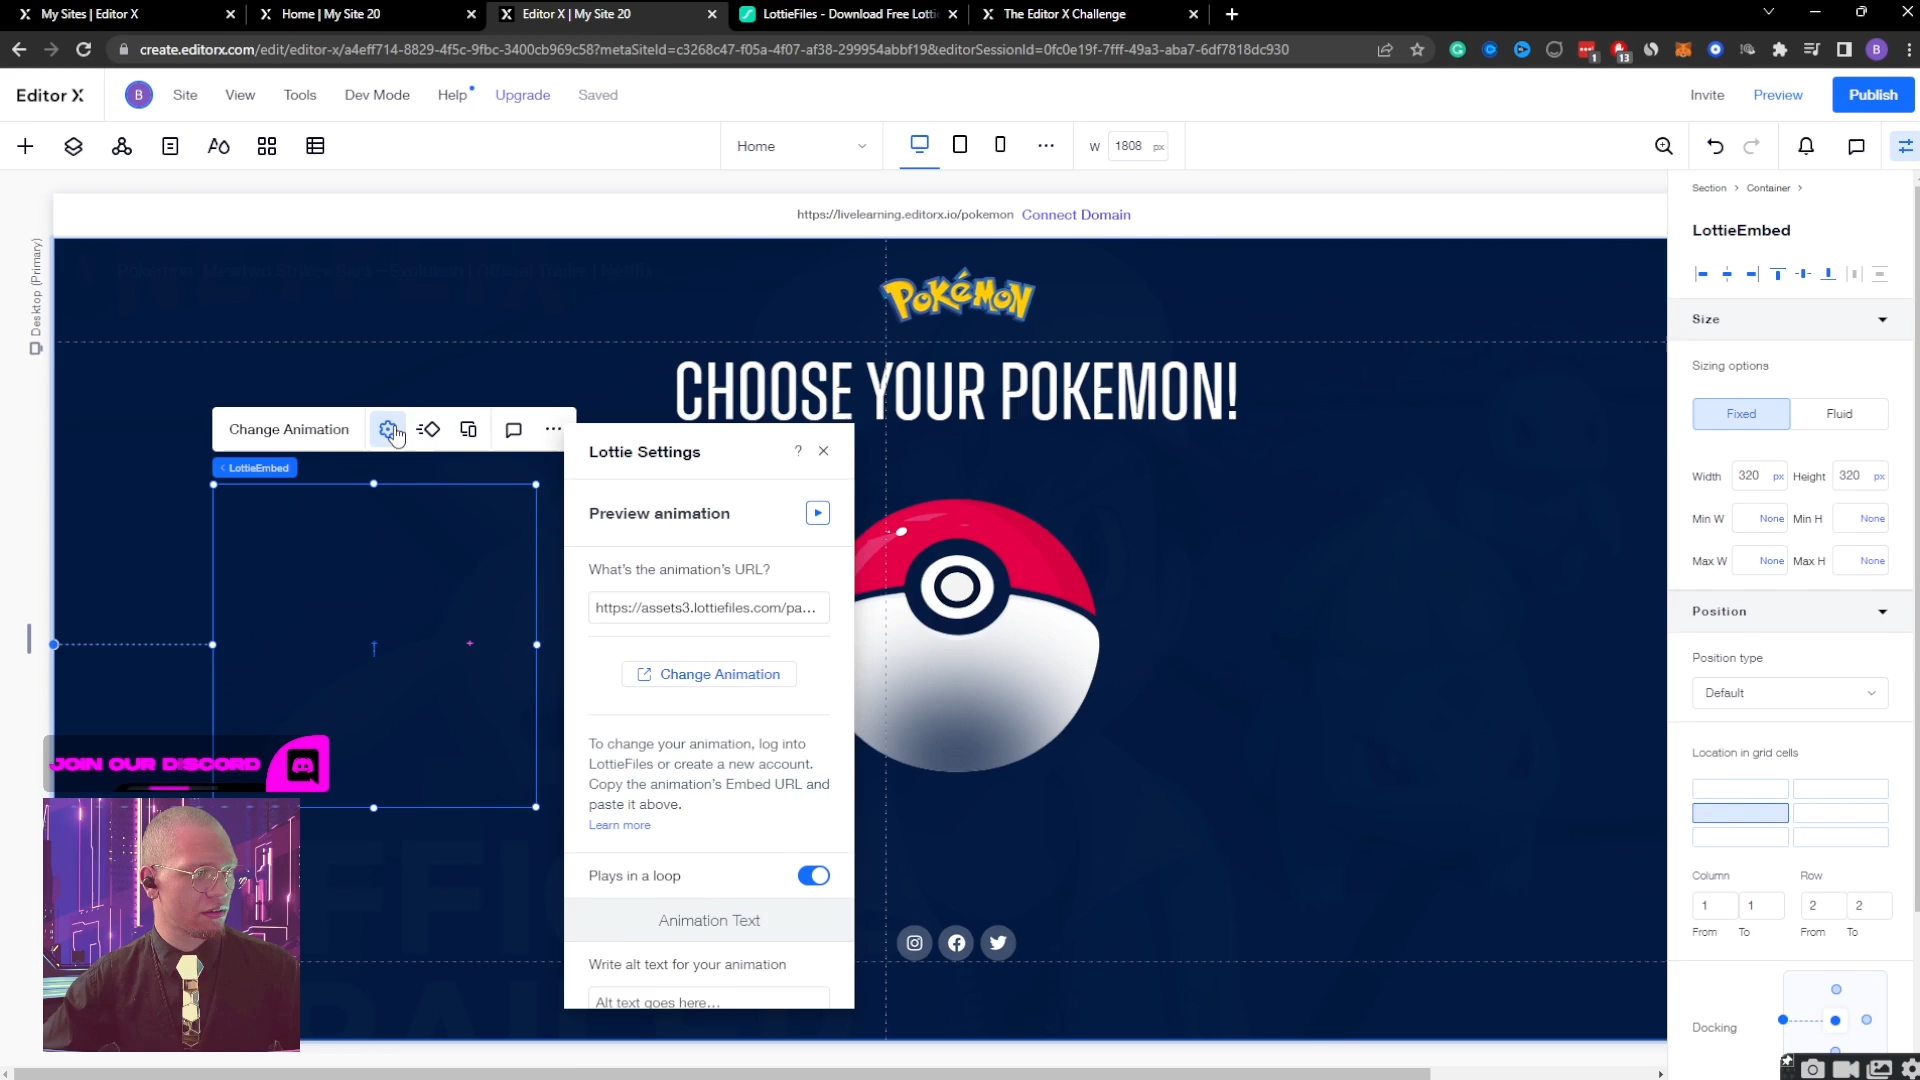 My Sites | Editor X
Home | My Site 20
Editor X | My Site 20
LottieFiles - Download Free Lotti
The Editor X Challenge
create.editorx.com/edit/editor-x/a4eff714-8829-4f5c-9fbc-3400cb969c58?metaSiteId=c3268c47-f05a-4f07-af38-299954abbf19&editorSessionId=0fc0e19f-7fff-49a3-aba7-6df7818dc930
1
13
B
Editor X
B
Site
View
Tools
Dev Mode
Help
Upgrade
Saved
Invite
Preview
Publish
Home
W
1808 px
https://livelearning.editorx.io/pokemon Connect Domain
Desktop (Primary)
Pokémon
CHOOSE YOUR POKEMON!
Change Animation
< LottieEmbed
Lottie Settings
?
Preview animation
What's the animation's URL?
https://assets3.lottiefiles.com/pa...
Change Animation
To change your animation, log into
LottieFiles or create a new account.
Copy the animation's Embed URL and
paste it above.
Learn more
Plays in a loop
Animation Text
Write alt text for your animation
Alt text goes here...
JOIN OUR DISCORD
Section > Container >
LottieEmbed
Size
Sizing options
Fixed
Fluid
Width 320 px Height 320 px
Min W None Min H None
Max W None Max H None
Position
Position type
Default
Location in grid cells
Column
Row
1 1 2 2
From To From To
Docking